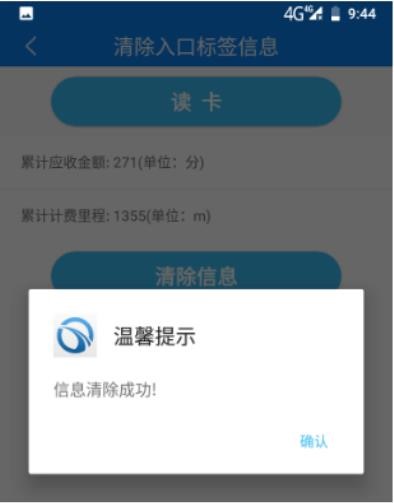 4G 4G 9:44
清除入口标签信息
读 卡
累计应收金额: 271(单位：分)
累计计费里程: 1355(单位：m)
清除信息
温馨提示
信息清除成功!
确认